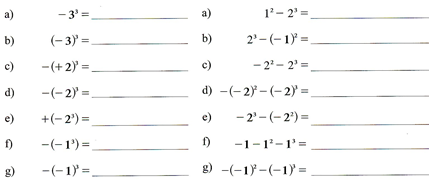 a) − 3³ = ____________
b) (− 3)³ = ____________
c) −(+ 2)³ = ____________
d) −(− 2)³ = ____________
e) +(− 2³) = ____________
f) −(− 1³) = ____________
g) −(− 1)³ = ____________
a) 1² − 2³ = ____________
b) 2³ − (− 1)² = ____________
c) − 2² − 2³ = ____________
d) −(− 2)² − (− 2)³ = ____________
e) − 2³ − (− 2²) = ____________
f) − 1 − 1² − 1³ = ____________
g) −(− 1)² − (− 1)³ = ____________